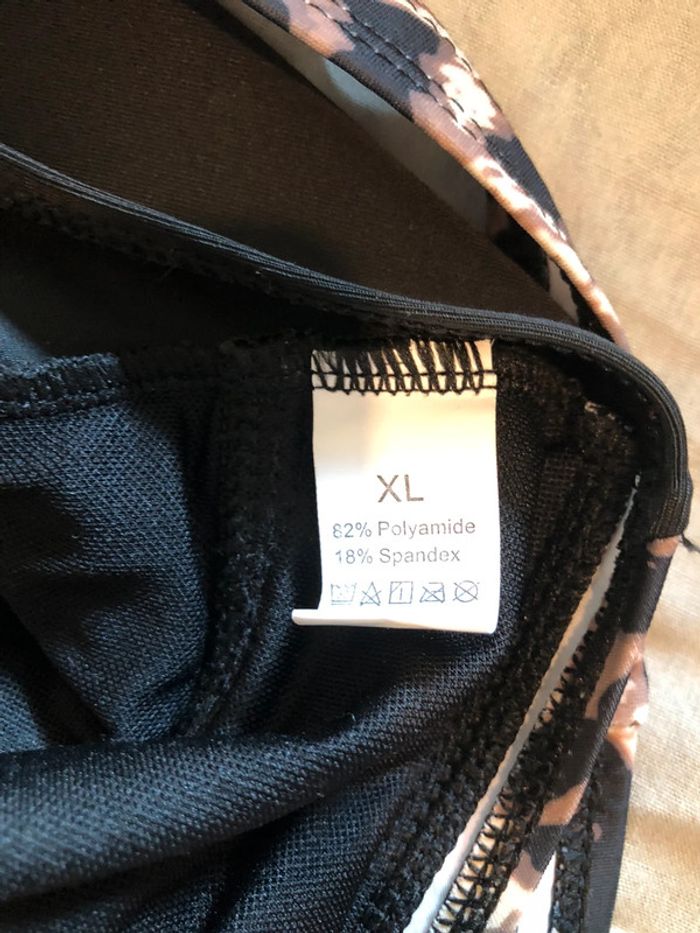 XL
82% Polyamide
18% Spandex